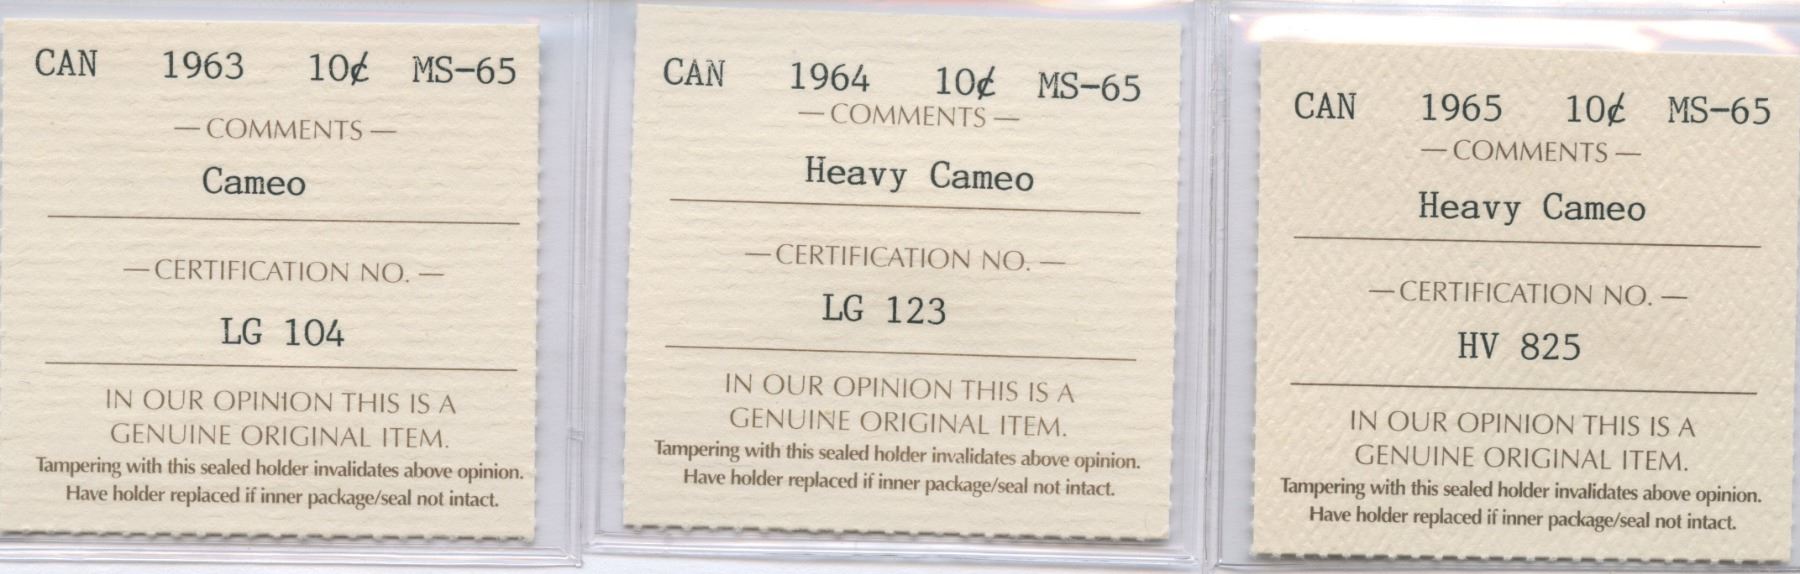 CAN 1963 10¢ MS-65
— COMMENTS —
Cameo
— CERTIFICATION NO. —
LG 104
IN OUR OPINION THIS IS A
GENUINE ORIGINAL ITEM.
Tampering with this sealed holder invalidates above opinion.
Have holder replaced if inner package/seal not intact.
CAN 1964 10¢ MS-65
— COMMENTS —
Heavy Cameo
— CERTIFICATION NO. —
LG 123
IN OUR OPINION THIS IS A
GENUINE ORIGINAL ITEM.
Tampering with this sealed holder invalidates above opinion.
Have holder replaced if inner package/seal not intact.
CAN 1965 10¢ MS-65
— COMMENTS —
Heavy Cameo
— CERTIFICATION NO. —
HV 825
IN OUR OPINION THIS IS A
GENUINE ORIGINAL ITEM.
Tampering with this sealed holder invalidates above opinion.
Have holder replaced if inner package/seal not intact.